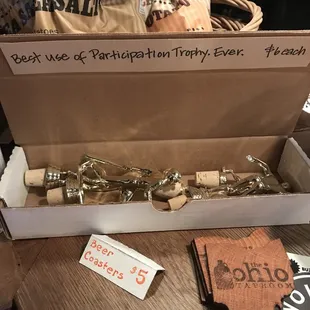 Best Use of Participation Trophy. Ever. $6 each
Beer
Coasters $5
the
ohio
TAPROOM